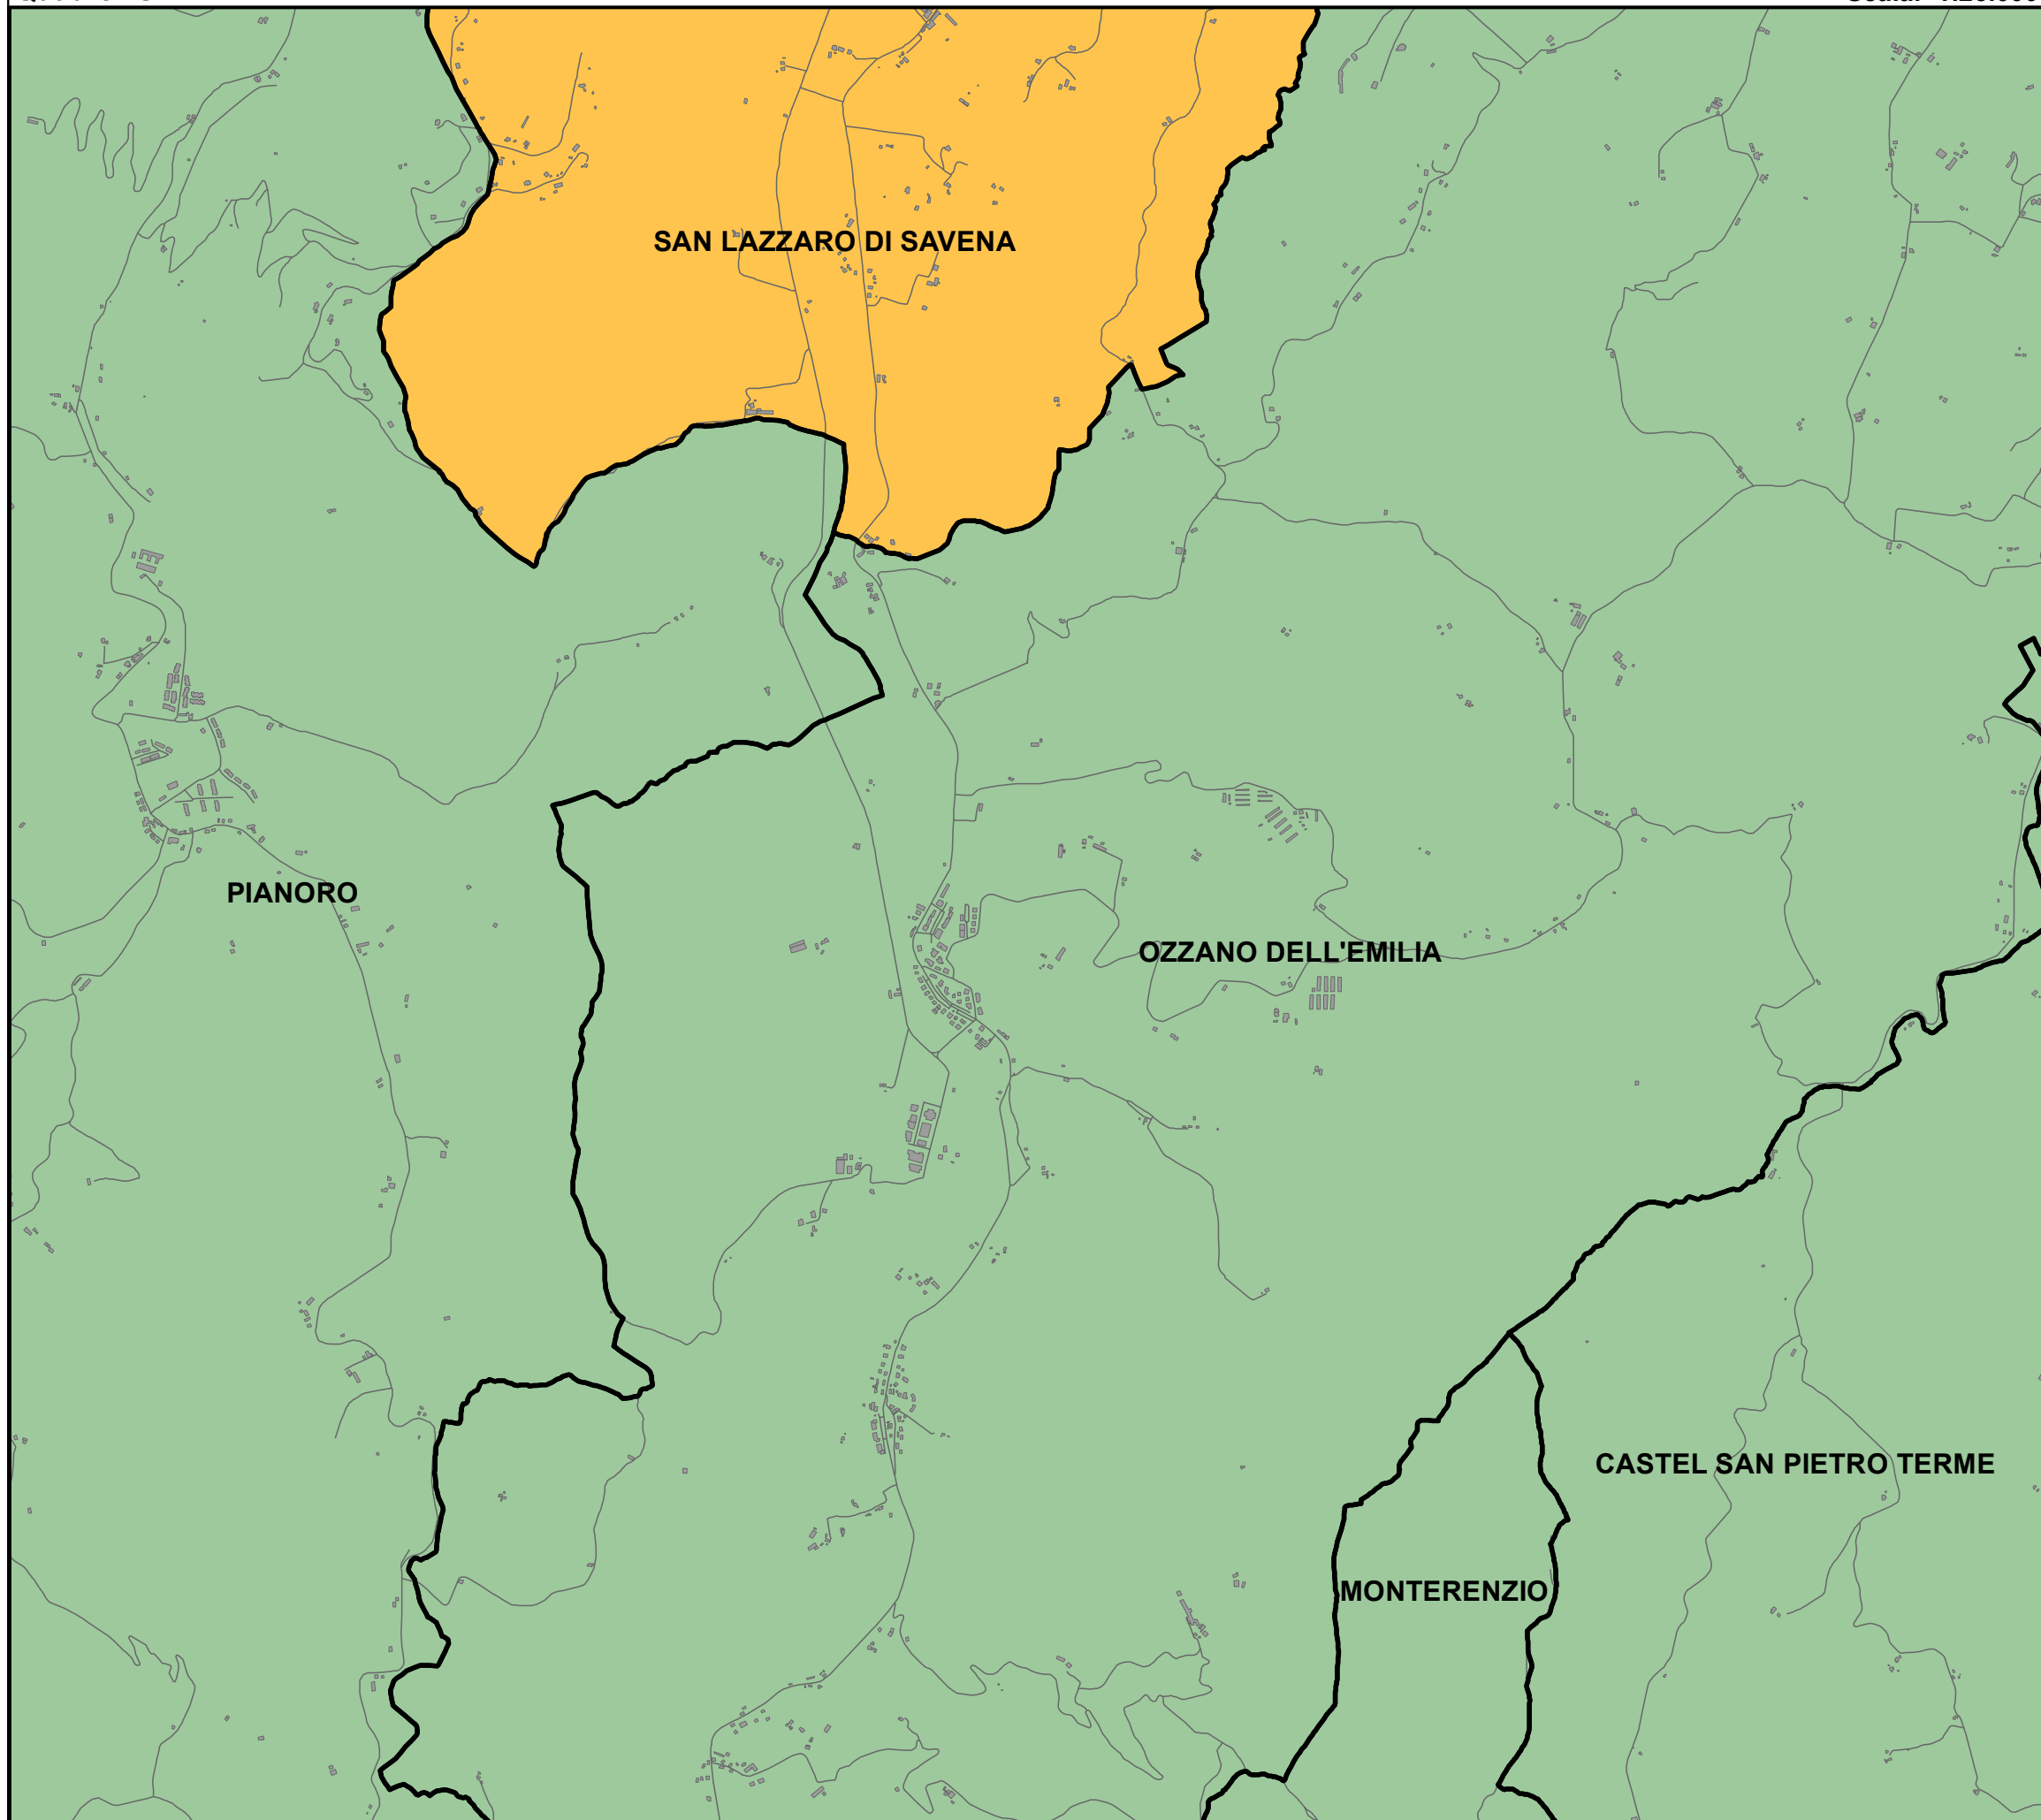 SAN LAZZARO DI SAVENA
PIANORO
OZZANO DELL'EMILIA
CASTEL SAN PIETRO TERME
MONTERENZIO